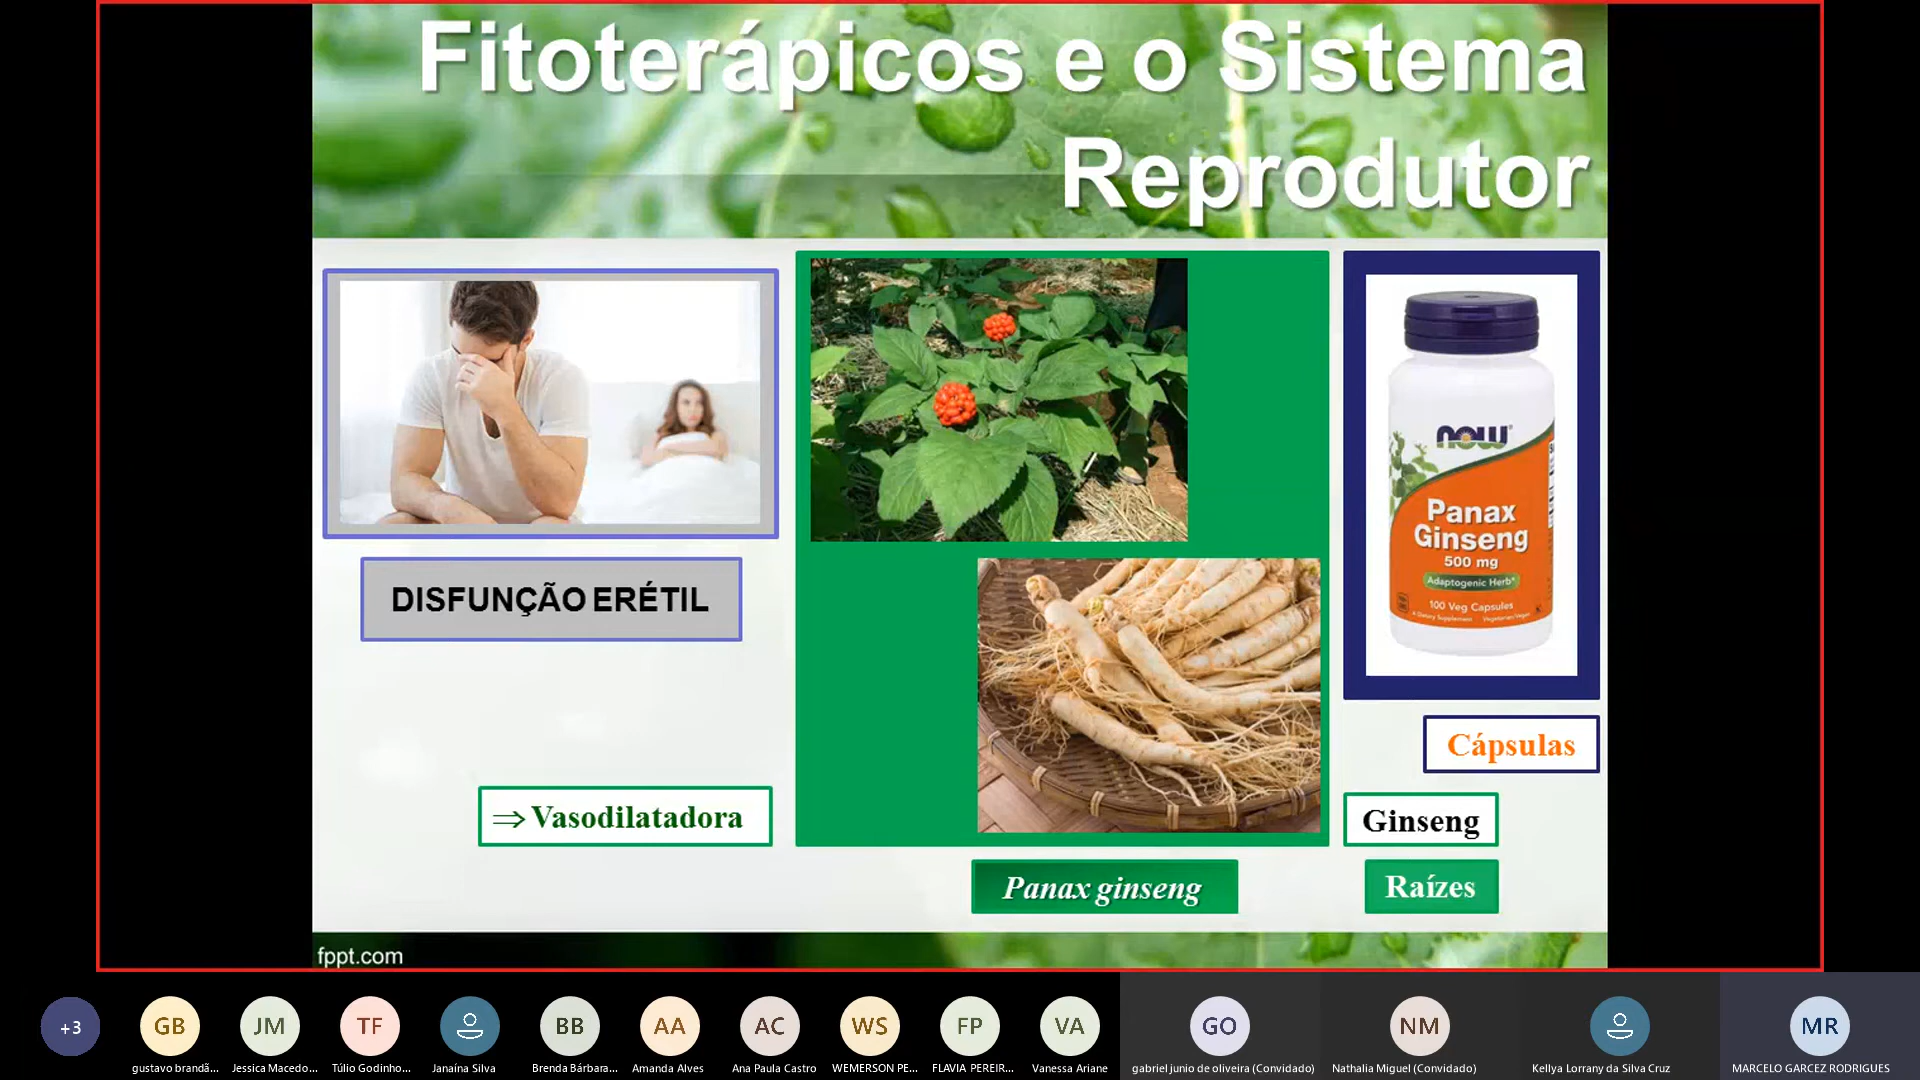 Fitoterápicos e o Sistema
Reprodutor
DISFUNÇÃO ERÉTIL
⇒ Vasodilatadora
now
Panax
Ginseng
500 mg
Adaptogenic Herb*
100 Veg Capsules
Cápsulas
Ginseng
Panax ginseng
Raízes
fppt.com
+3
GB
JM
TF
BB
AA
AC
WS
FP
VA
GO
NM
MR
gustavo brandã...
Jessica Macedo...
Túlio Godinho...
Janaína Silva
Brenda Bárbara...
Amanda Alves
Ana Paula Castro
WEMERSON PE...
FLAVIA PEREIR...
Vanessa Ariane
gabriel junio de oliveira (Convidado)
Nathalia Miguel (Convidado)
Kellya Lorrany da Silva Cruz
MARCELO GARCEZ RODRIGUES